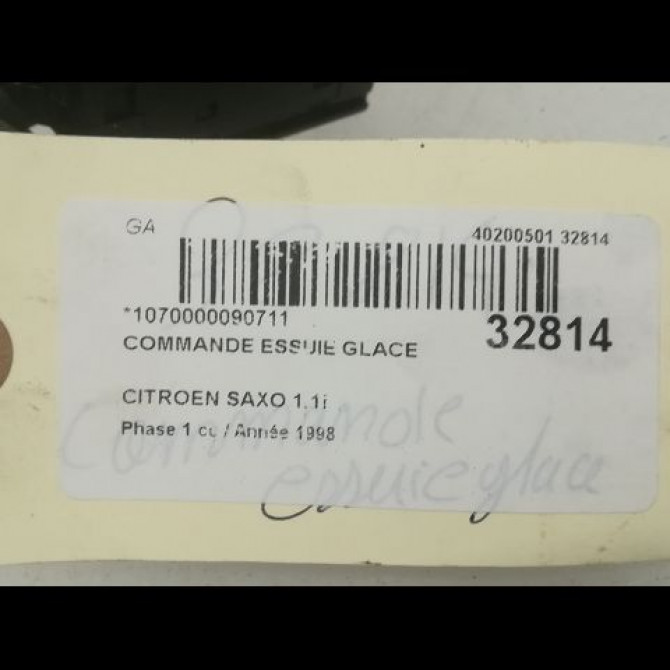 GA
40200501 32814
*1070000090711
32814
COMMANDE ESSUIE GLACE
CITROEN SAXO 1.1i
Phase 1 cu / Année 1998
Commande
essuie glace